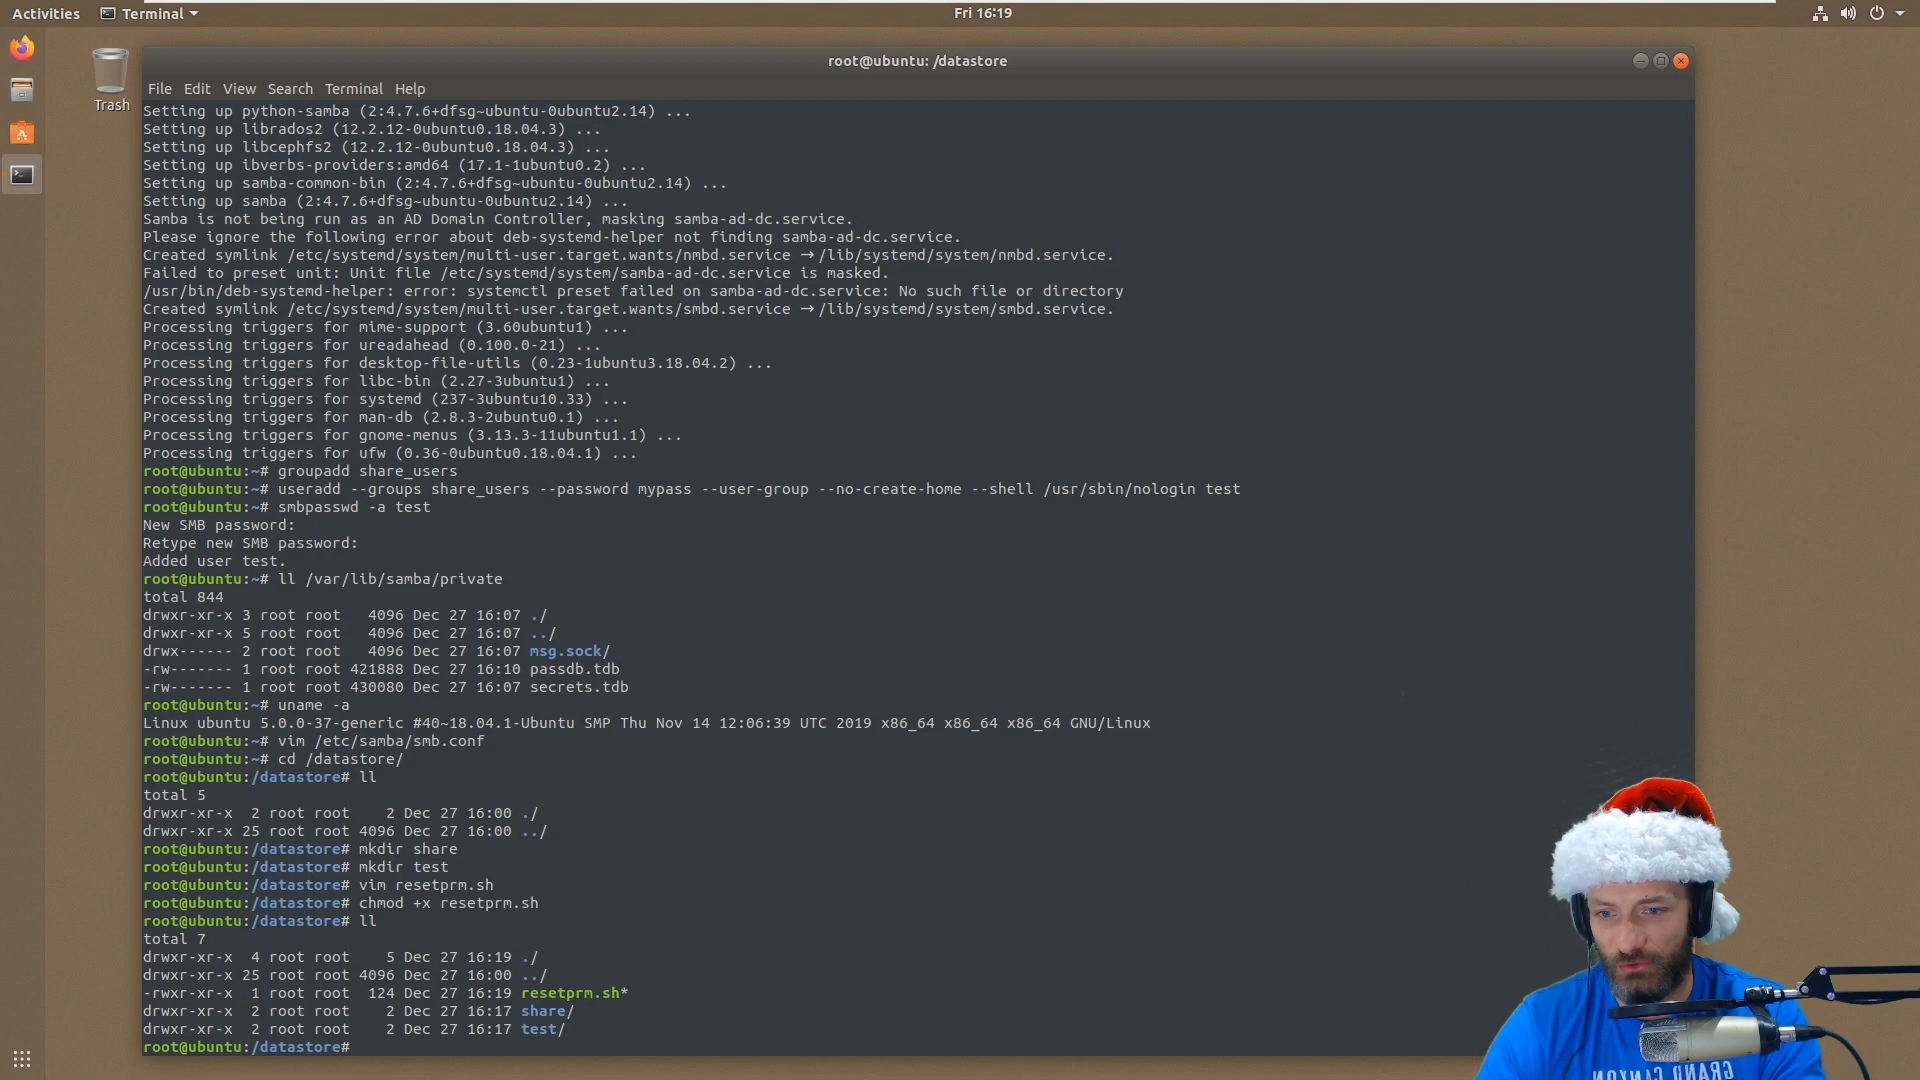 Activities Terminal
Fri 16:19
Trash
root@ubuntu: /datastore
File Edit View Search Terminal Help
Setting up python-samba (2:4.7.6+dfsg~ubuntu-0ubuntu2.14) ...
Setting up librados2 (12.2.12-0ubuntu0.18.04.3) ...
Setting up libcephfs2 (12.2.12-0ubuntu0.18.04.3) ...
Setting up ibverbs-providers:amd64 (17.1-1ubuntu0.2) ...
Setting up samba-common-bin (2:4.7.6+dfsg~ubuntu-0ubuntu2.14) ...
Setting up samba (2:4.7.6+dfsg~ubuntu-0ubuntu2.14) ...
Samba is not being run as an AD Domain Controller, masking samba-ad-dc.service.
Please ignore the following error about deb-systemd-helper not finding samba-ad-dc.service.
Created symlink /etc/systemd/system/multi-user.target.wants/nmbd.service → /lib/systemd/system/nmbd.service.
Failed to preset unit: Unit file /etc/systemd/system/samba-ad-dc.service is masked.
/usr/bin/deb-systemd-helper: error: systemctl preset failed on samba-ad-dc.service: No such file or directory
Created symlink /etc/systemd/system/multi-user.target.wants/smbd.service → /lib/systemd/system/smbd.service.
Processing triggers for mime-support (3.60ubuntu1) ...
Processing triggers for ureadahead (0.100.0-21) ...
Processing triggers for desktop-file-utils (0.23-1ubuntu3.18.04.2) ...
Processing triggers for libc-bin (2.27-3ubuntu1) ...
Processing triggers for systemd (237-3ubuntu10.33) ...
Processing triggers for man-db (2.8.3-2ubuntu0.1) ...
Processing triggers for gnome-menus (3.13.3-11ubuntu1.1) ...
Processing triggers for ufw (0.36-0ubuntu0.18.04.1) ...
root@ubuntu:~# groupadd share_users
root@ubuntu:~# useradd --groups share_users --password mypass --user-group --no-create-home --shell /usr/sbin/nologin test
root@ubuntu:~# smbpasswd -a test
New SMB password:
Retype new SMB password:
Added user test.
root@ubuntu:~# ll /var/lib/samba/private
total 844
drwxr-xr-x 3 root root 4096 Dec 27 16:07 ./
drwxr-xr-x 5 root root 4096 Dec 27 16:07 ../
drwx------ 2 root root 4096 Dec 27 16:07 msg.sock/
-rw------- 1 root root 421888 Dec 27 16:10 passdb.tdb
-rw------- 1 root root 430080 Dec 27 16:07 secrets.tdb
root@ubuntu:~# uname -a
Linux ubuntu 5.0.0-37-generic #40~18.04.1-Ubuntu SMP Thu Nov 14 12:06:39 UTC 2019 x86_64 x86_64 x86_64 GNU/Linux
root@ubuntu:~# vim /etc/samba/smb.conf
root@ubuntu:~# cd /datastore/
root@ubuntu:/datastore# ll
total 5
drwxr-xr-x 2 root root 2 Dec 27 16:00 ./
drwxr-xr-x 25 root root 4096 Dec 27 16:00 ../
root@ubuntu:/datastore# mkdir share
root@ubuntu:/datastore# mkdir test
root@ubuntu:/datastore# vim resetprm.sh
root@ubuntu:/datastore# chmod +x resetprm.sh
root@ubuntu:/datastore# ll
total 7
drwxr-xr-x 4 root root 5 Dec 27 16:19 ./
drwxr-xr-x 25 root root 4096 Dec 27 16:00 ../
-rwxr-xr-x 1 root root 124 Dec 27 16:19 resetprm.sh*
drwxr-xr-x 2 root root 2 Dec 27 16:17 share/
drwxr-xr-x 2 root root 2 Dec 27 16:17 test/
root@ubuntu:/datastore#
GRAND CANYON